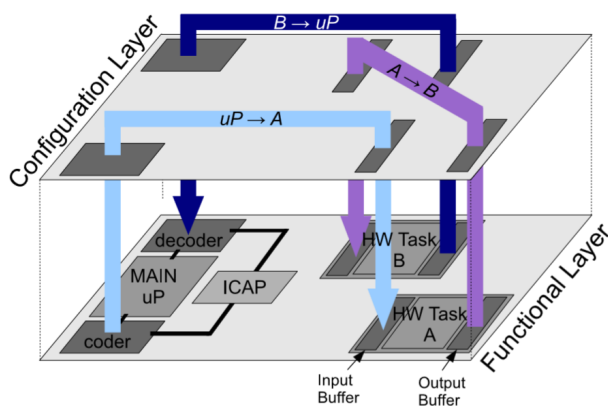 B → uP
Configuration Layer
A → B
uP → A
decoder
HW Task
B
MAIN
uP
ICAP
HW Task
A
coder
Functional Layer
Input
Buffer
Output
Buffer